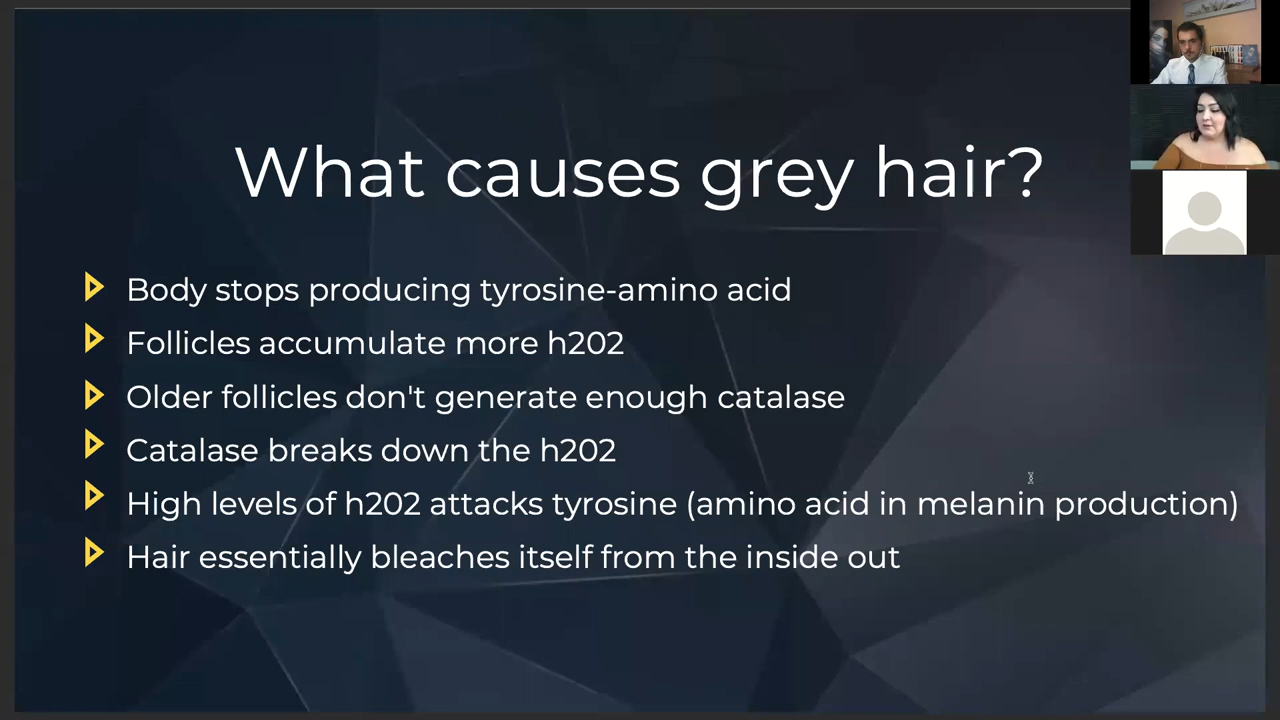 What causes grey hair?
Body stops producing tyrosine-amino acid
Follicles accumulate more h202
Older follicles don't generate enough catalase
Catalase breaks down the h202
High levels of h202 attacks tyrosine (amino acid in melanin production)
Hair essentially bleaches itself from the inside out